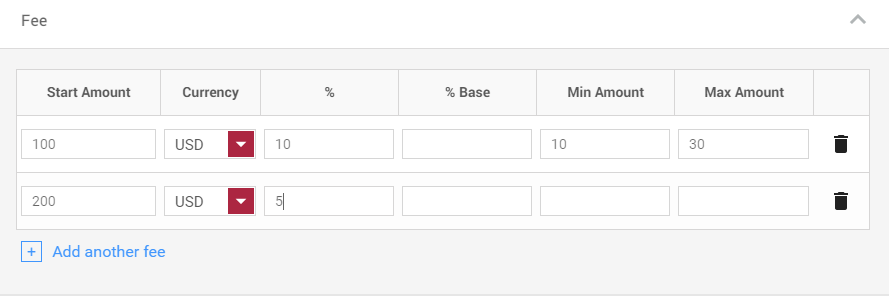 Fee
Start Amount Currency % % Base Min Amount Max Amount
100 USD 10 10 30
200 USD 5
+ Add another fee